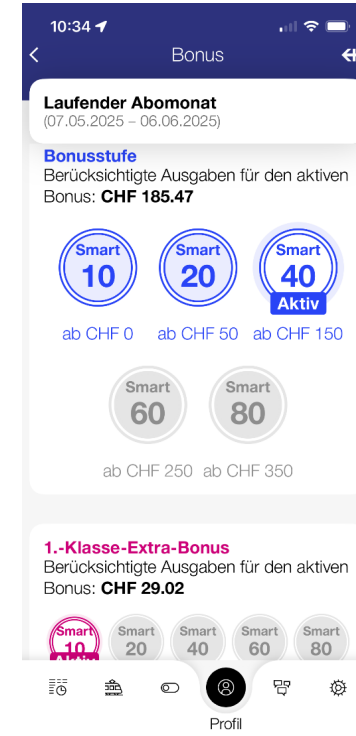 10:34
Bonus
Laufender Abomonat
(07.05.2025 – 06.06.2025)
Bonusstufe
Berücksichtigte Ausgaben für den aktiven
Bonus: CHF 185.47
Smart Smart Smart
10 20 40
Aktiv
ab CHF 0 ab CHF 50 ab CHF 150
Smart Smart
60 80
ab CHF 250 ab CHF 350
1.-Klasse-Extra-Bonus
Berücksichtigte Ausgaben für den aktiven
Bonus: CHF 29.02
Smart Smart Smart Smart Smart
10 20 40 60 80
Aktiv
Profil